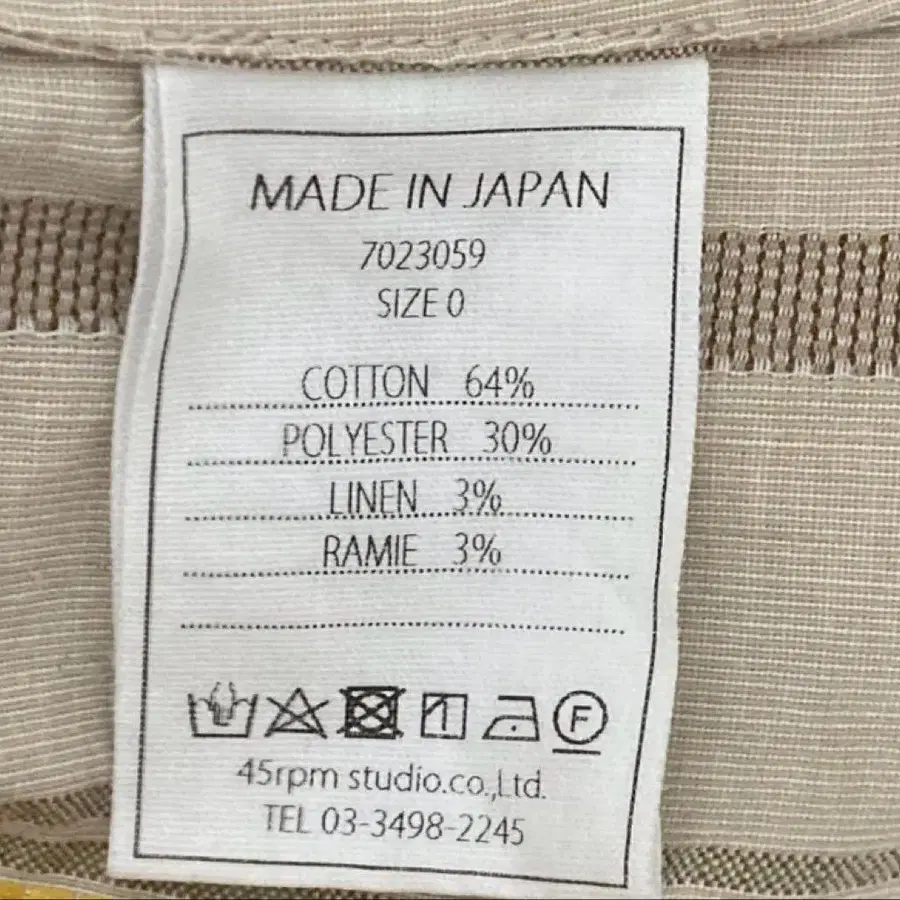 MADE IN JAPAN
7023059
SIZE 0
COTTON 64%
POLYESTER 30%
LINEN 3%
RAMIE 3%
F
45rpm studio.co.,Ltd.
TEL 03-3498-2245